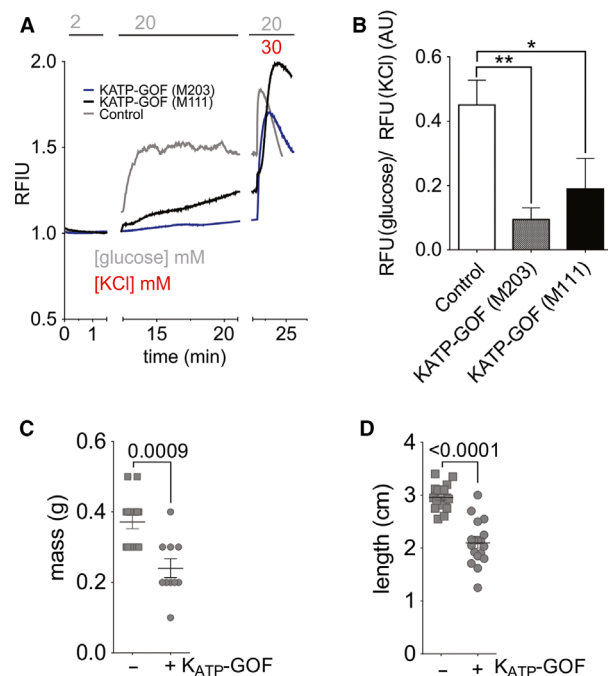 A
2 20 20
30
2.0
1.5
1.0
0.5
RFIU
KATP-GOF (M203)
KATP-GOF (M111)
Control
[glucose] mM
[KCl] mM
0 1 15 20 25
time (min)
B
RFU(glucose)/ RFU(KCl) (AU)
0.6
0.4
0.2
0.0
*
**
Control
KATP-GOF (M203)
KATP-GOF (M111)
C
0.0009
mass (g)
0.6
0.4
0.2
0.0
– + KATP-GOF
D
<0.0001
length (cm)
4
3
2
1
0
– + KATP-GOF